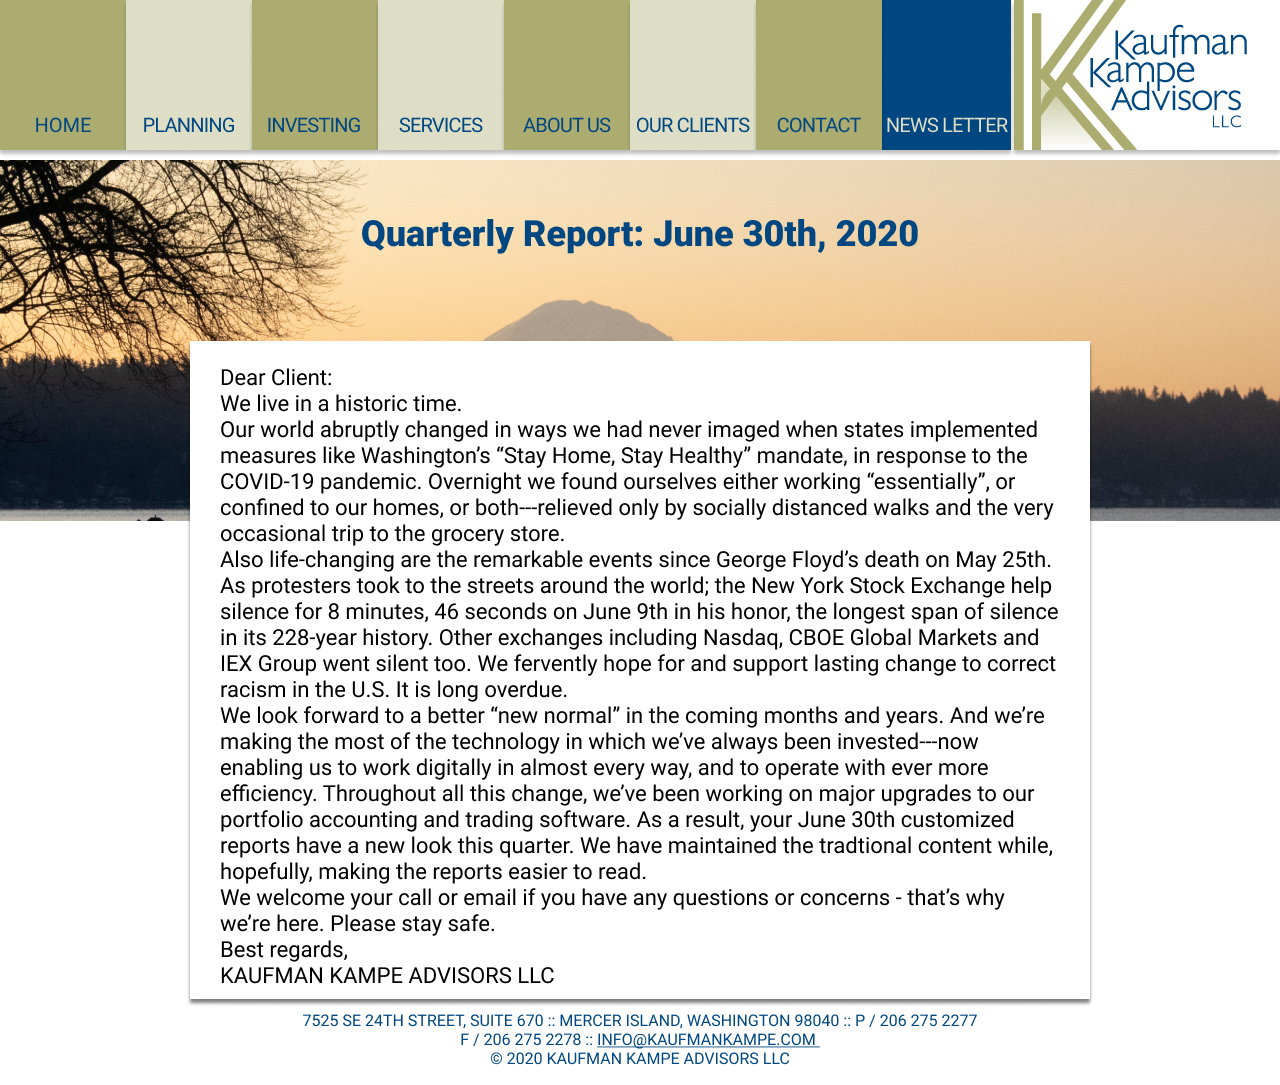 HOME
PLANNING
INVESTING
SERVICES
ABOUT US
OUR CLIENTS
CONTACT
NEWS LETTER
Kaufman
Kampe
Advisors
LLC
Quarterly Report: June 30th, 2020
Dear Client:
We live in a historic time.
Our world abruptly changed in ways we had never imaged when states implemented
measures like Washington’s “Stay Home, Stay Healthy” mandate, in response to the
COVID-19 pandemic. Overnight we found ourselves either working “essentially”, or
confined to our homes, or both---relieved only by socially distanced walks and the very
occasional trip to the grocery store.
Also life-changing are the remarkable events since George Floyd’s death on May 25th.
As protesters took to the streets around the world; the New York Stock Exchange help
silence for 8 minutes, 46 seconds on June 9th in his honor, the longest span of silence
in its 228-year history. Other exchanges including Nasdaq, CBOE Global Markets and
IEX Group went silent too. We fervently hope for and support lasting change to correct
racism in the U.S. It is long overdue.
We look forward to a better “new normal” in the coming months and years. And we’re
making the most of the technology in which we’ve always been invested---now
enabling us to work digitally in almost every way, and to operate with ever more
efficiency. Throughout all this change, we’ve been working on major upgrades to our
portfolio accounting and trading software. As a result, your June 30th customized
reports have a new look this quarter. We have maintained the tradtional content while,
hopefully, making the reports easier to read.
We welcome your call or email if you have any questions or concerns - that’s why
we’re here. Please stay safe.
Best regards,
KAUFMAN KAMPE ADVISORS LLC
7525 SE 24TH STREET, SUITE 670 :: MERCER ISLAND, WASHINGTON 98040 :: P / 206 275 2277
F / 206 275 2278 :: INFO@KAUFMANKAMPE.COM
© 2020 KAUFMAN KAMPE ADVISORS LLC